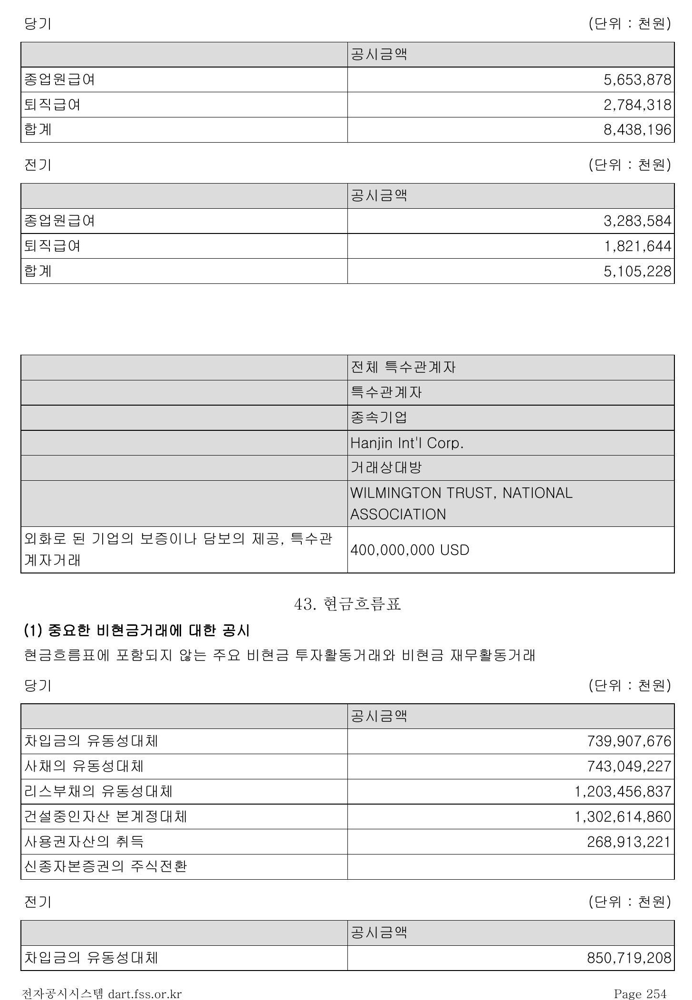 당기 (단위 : 천원)
공시금액
종업원급여 5,653,878
퇴직급여 2,784,318
합계 8,438,196
전기 (단위 : 천원)
공시금액
종업원급여 3,283,584
퇴직급여 1,821,644
합계 5,105,228
전체 특수관계자
특수관계자
종속기업
Hanjin Int'l Corp.
거래상대방
WILMINGTON TRUST, NATIONAL
ASSOCIATION
외화로 된 기업의 보증이나 담보의 제공, 특수관
계자거래
400,000,000 USD
43. 현금흐름표
(1) 중요한 비현금거래에 대한 공시
현금흐름표에 포함되지 않는 주요 비현금 투자활동거래와 비현금 재무활동거래
당기 (단위 : 천원)
공시금액
차입금의 유동성대체 739,907,676
사채의 유동성대체 743,049,227
리스부채의 유동성대체 1,203,456,837
건설중인자산 본계정대체 1,302,614,860
사용권자산의 취득 268,913,221
신종자본증권의 주식전환
전기 (단위 : 천원)
공시금액
차입금의 유동성대체 850,719,208
전자공시시스템 dart.fss.or.kr Page 254